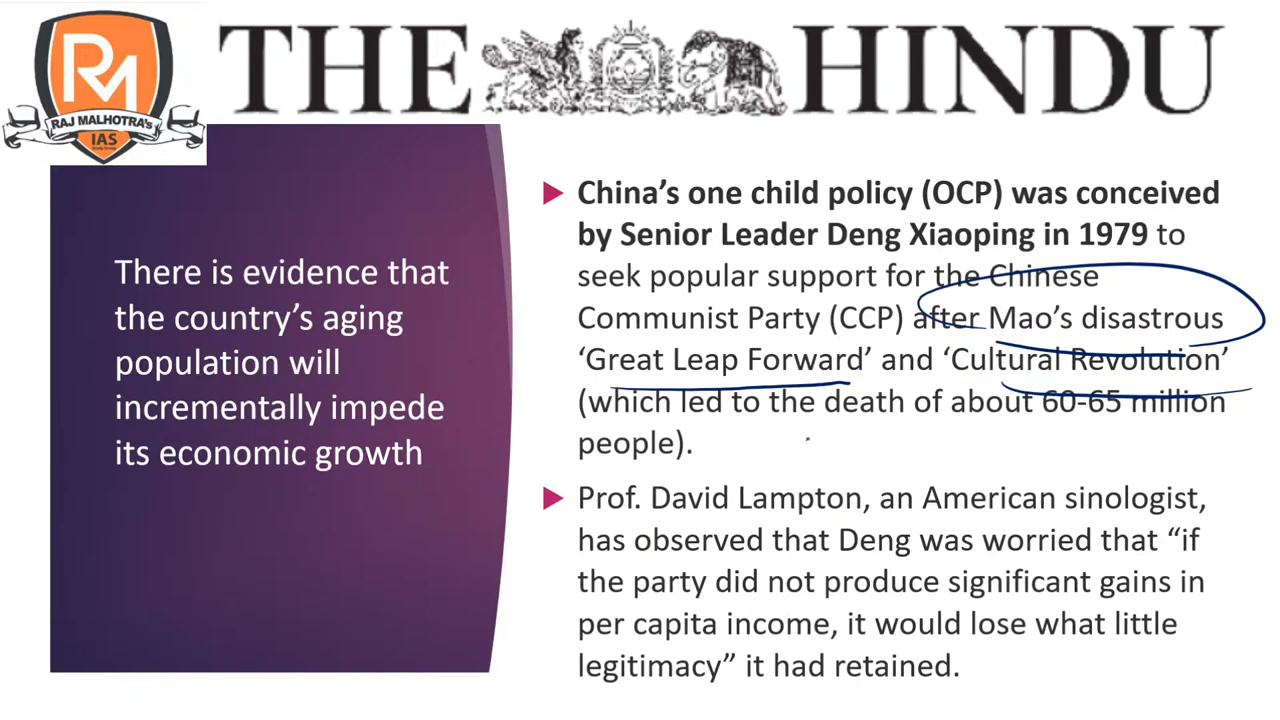 RM
RAJ MALHOTRA'S
IAS
THE HINDU
There is evidence that
the country's aging
population will
incrementally impede
its economic growth
China's one child policy (OCP) was conceived
by Senior Leader Deng Xiaoping in 1979 to
seek popular support for the Chinese
Communist Party (CCP) after Mao's disastrous
‘Great Leap Forward’ and ‘Cultural Revolution’
(which led to the death of about 60-65 million
people).
Prof. David Lampton, an American sinologist,
has observed that Deng was worried that “if
the party did not produce significant gains in
per capita income, it would lose what little
legitimacy” it had retained.